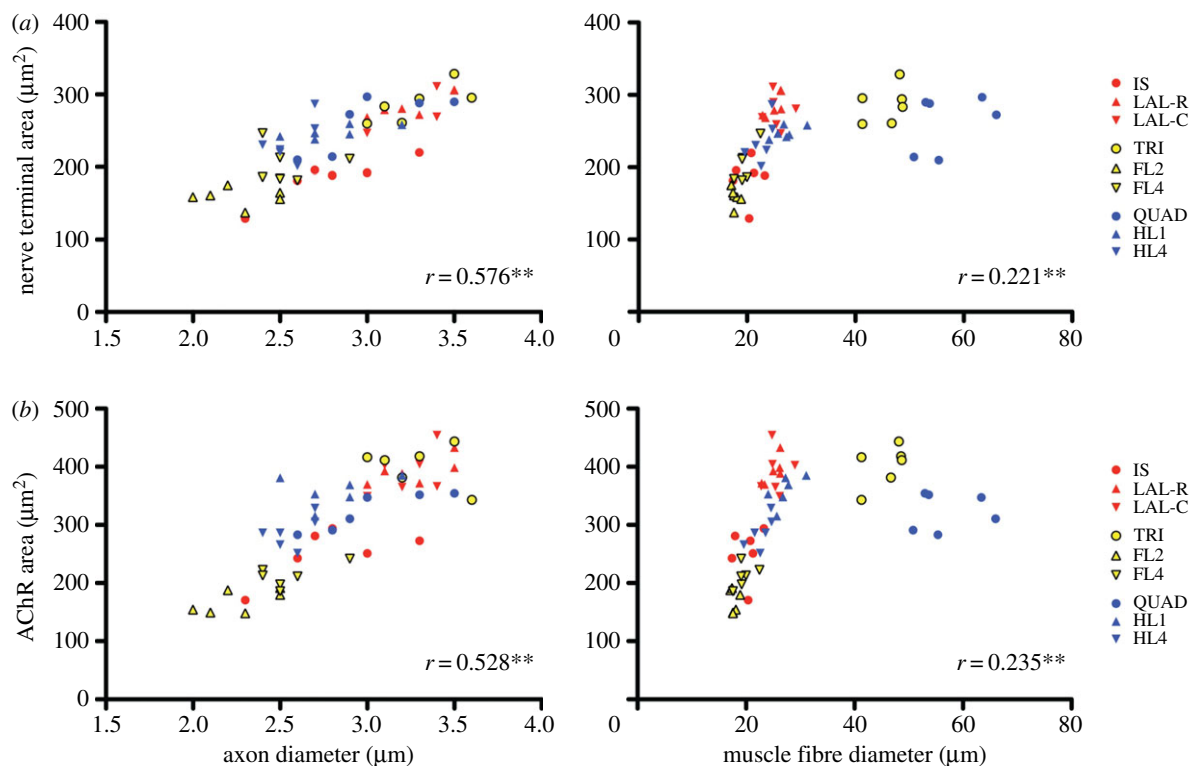 (a)
400
300
200
100
0
nerve terminal area (μm²)
1.5 2.0 2.5 3.0 3.5 4.0
r = 0.576**
400
300
200
100
0
20 40 60 80
r = 0.221**
IS
LAL-R
LAL-C
TRI
FL2
FL4
QUAD
HL1
HL4
(b)
500
400
300
200
100
0
AChR area (μm²)
1.5 2.0 2.5 3.0 3.5 4.0
axon diameter (μm)
r = 0.528**
500
400
300
200
100
0
20 40 60 80
muscle fibre diameter (μm)
r = 0.235**
IS
LAL-R
LAL-C
TRI
FL2
FL4
QUAD
HL1
HL4